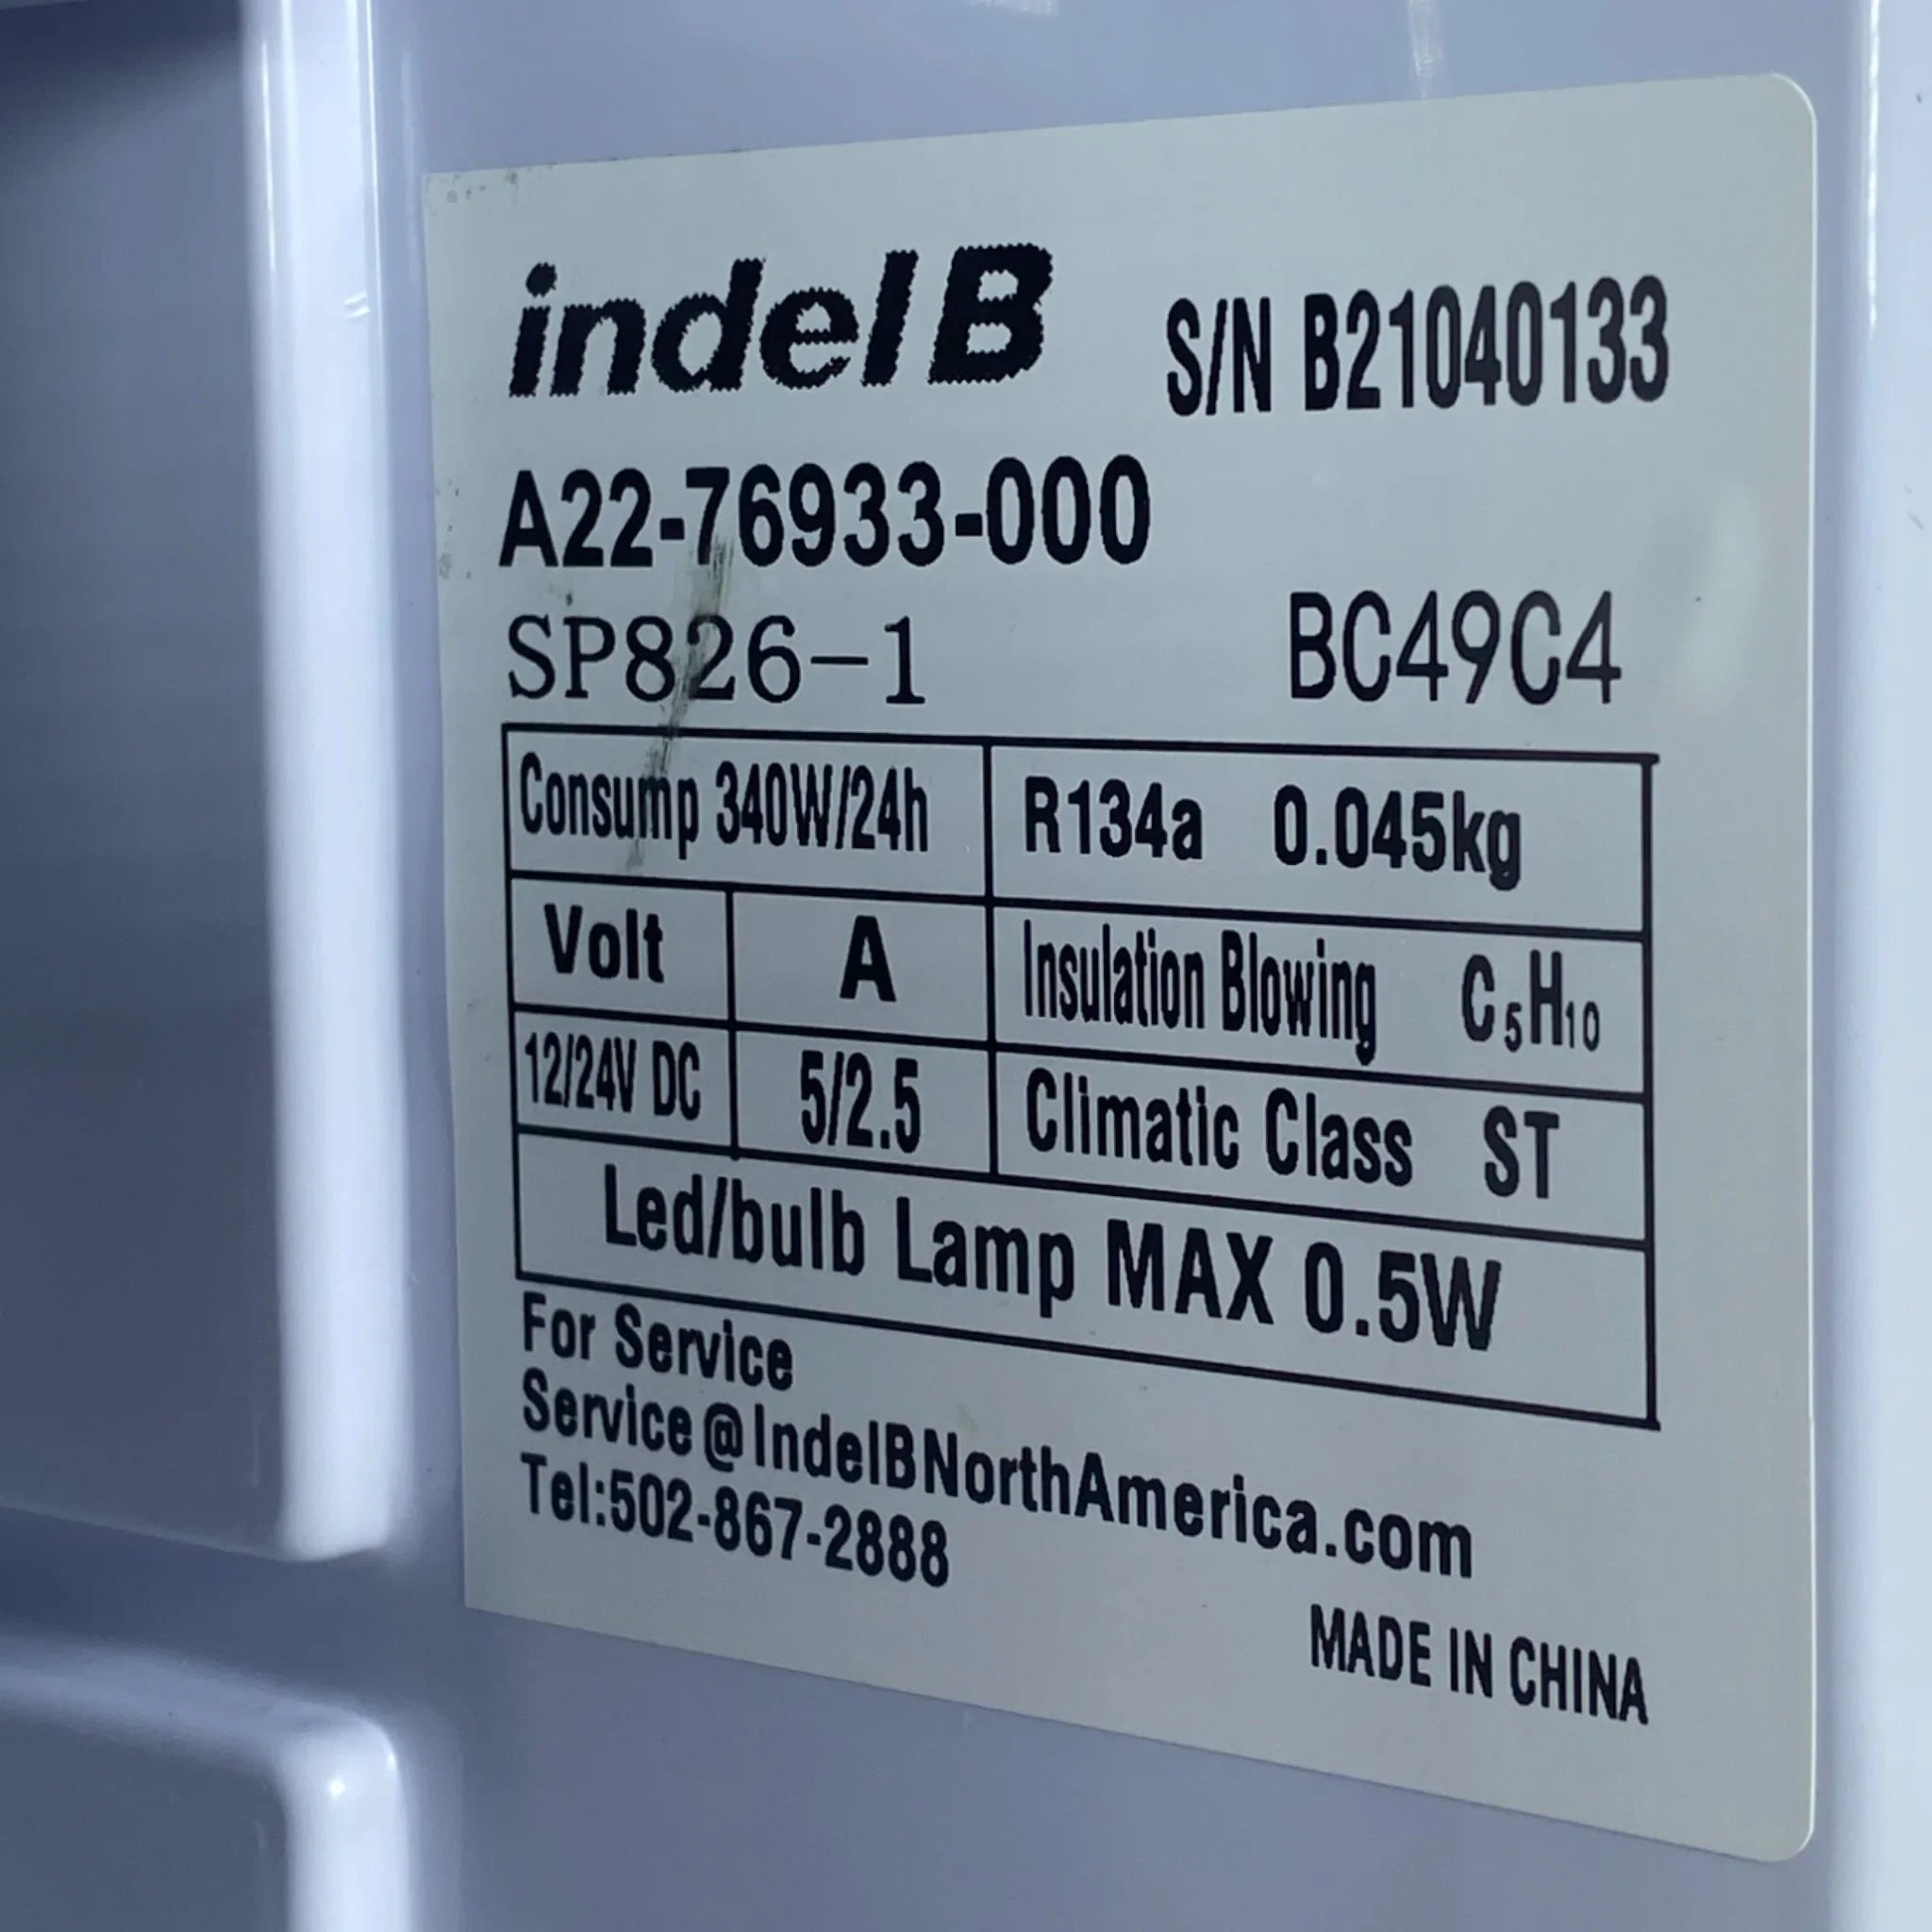 indel B S/N B21040133
A22-76933-000
SP826-1 BC49C4
Consump 340W/24h R134a 0.045kg
Volt A Insulation Blowing C₅H₁₀
12/24V DC 5/2.5 Climatic Class ST
Led/bulb Lamp MAX 0.5W
For Service
Service@IndelBNorthAmerica.com
Tel:502-867-2888
MADE IN CHINA